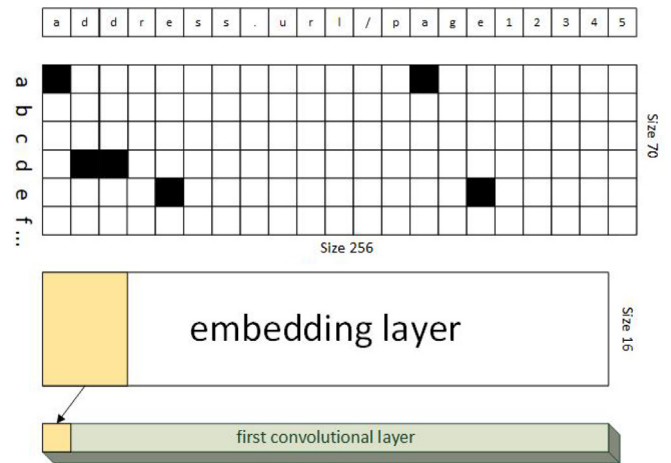 a d d r e s s . u r l / p a g e 1 2 3 4 5
a
b
c
d
e
f
...
Size 70
Size 256
embedding layer
Size 16
first convolutional layer